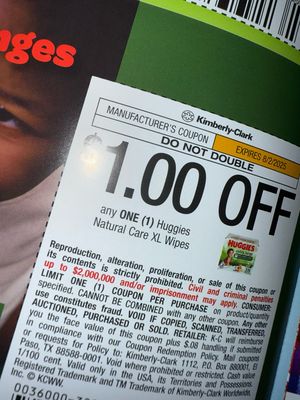 nges
MANUFACTURER'S COUPON
Kimberly-Clark
EXPIRES 8/2/2025
DO NOT DOUBLE
$1.00 OFF
any ONE (1) Huggies
Natural Care XL Wipes
HUGGIES
Reproduction, alteration, proliferation, or sale of this coupon or
its contents is strictly prohibited. Civil and criminal penalties
up to $2,000,000 and/or imprisonment may apply. CONSUMER:
LIMIT ONE (1) COUPON PER PURCHASE on product/quantity
specified. CANNOT BE COMBINED with any other coupon. Any other
use constitutes fraud. VOID IF COPIED, SCANNED, TRANSFERRED,
AUCTIONED, PURCHASED OR SOLD. RETAILER: K-C will reimburse
you the face value of this coupon plus $.08 handling if submitted
in compliance with our Coupon Redemption Policy. Mail coupons
& requests for Policy to: Kimberly-Clark 1112, PO Box 880001, El
Paso, TX 88588-0001. Void where prohibited or restricted. Cash value
1/100 cent. Valid only in the USA, its Territories and Possessions.
Registered Trademark and TM Trademark of Kimberly-Clark Worldwide,
Inc. © KCWW.
0036000-